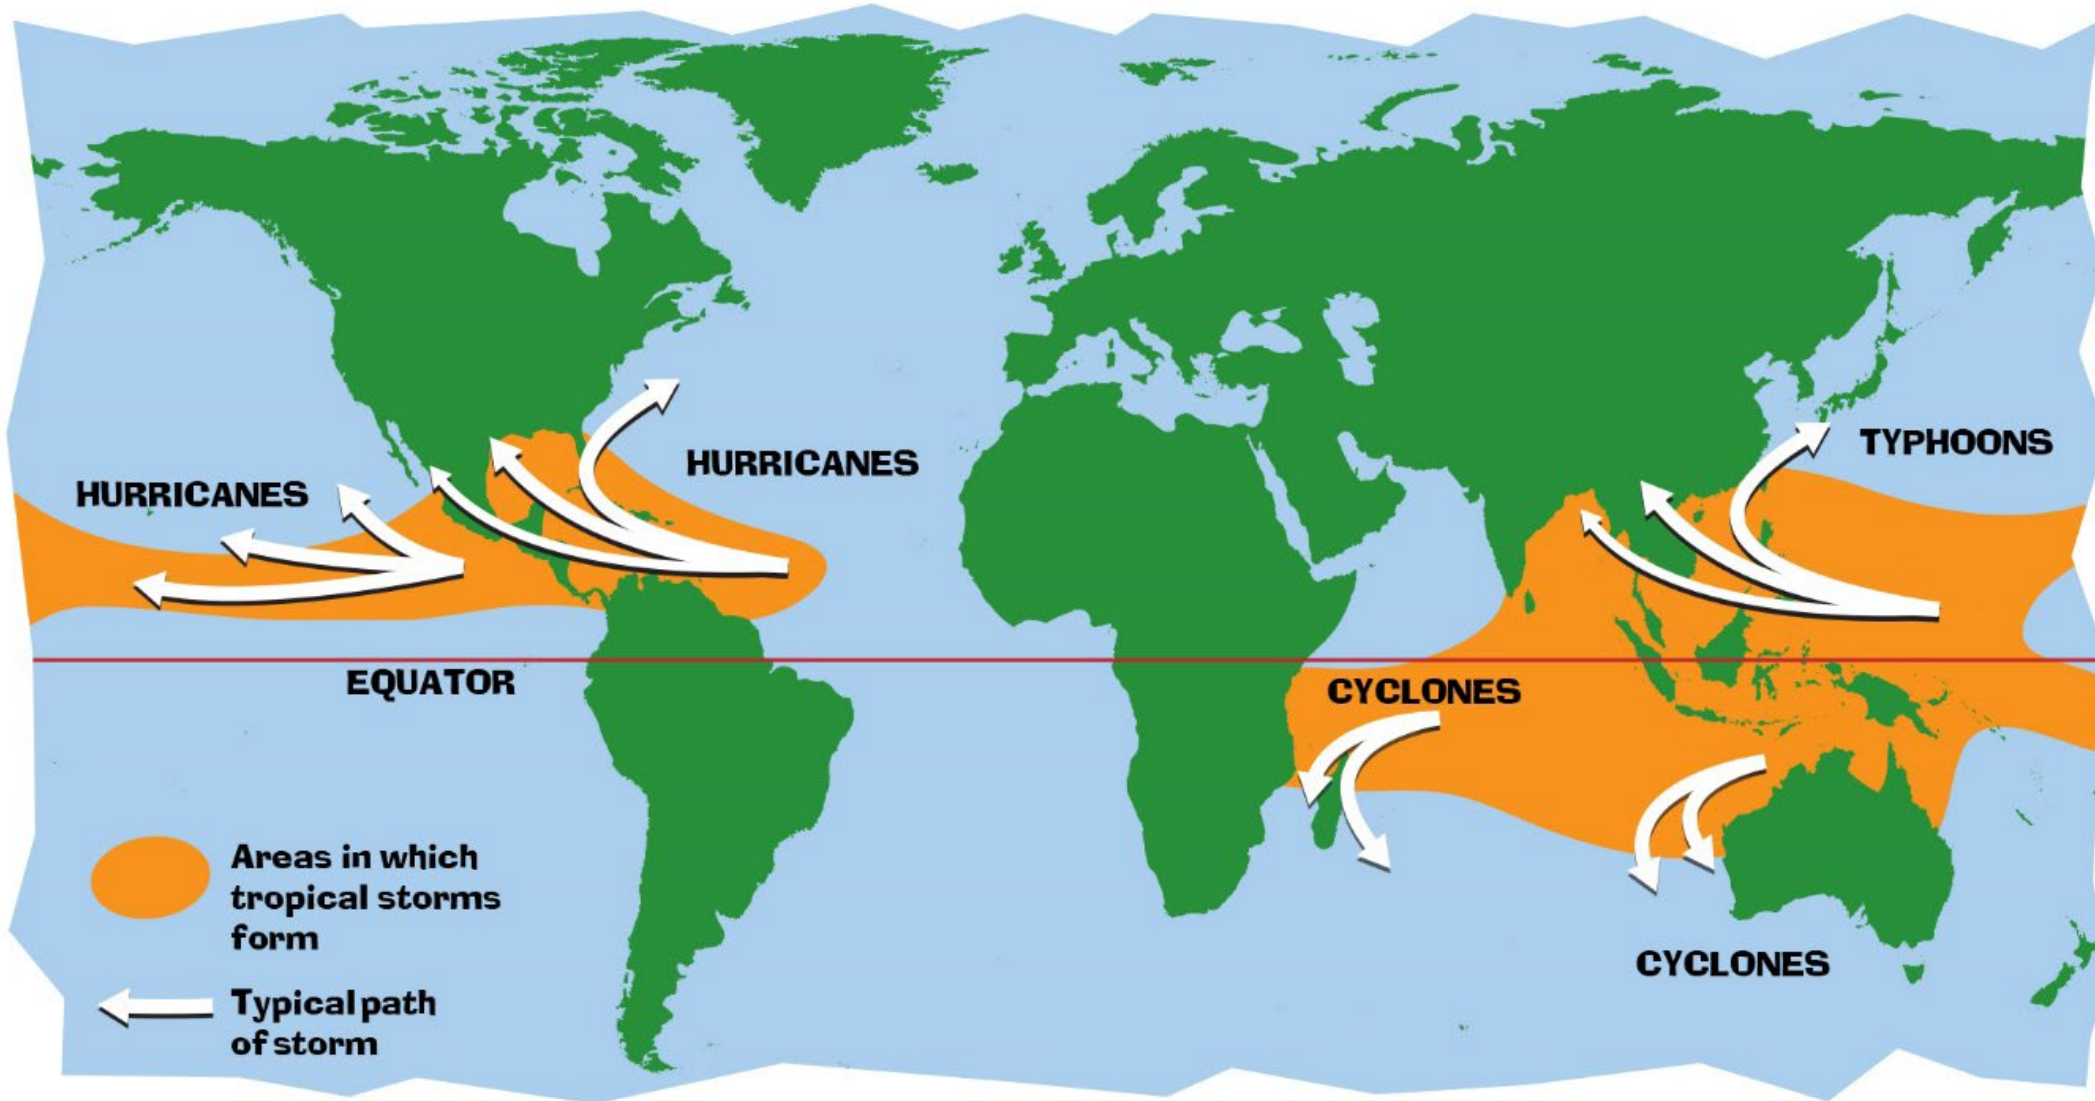 HURRICANES
HURRICANES
TYPHOONS
EQUATOR
CYCLONES
CYCLONES
Areas in which
tropical storms
form
Typical path
of storm